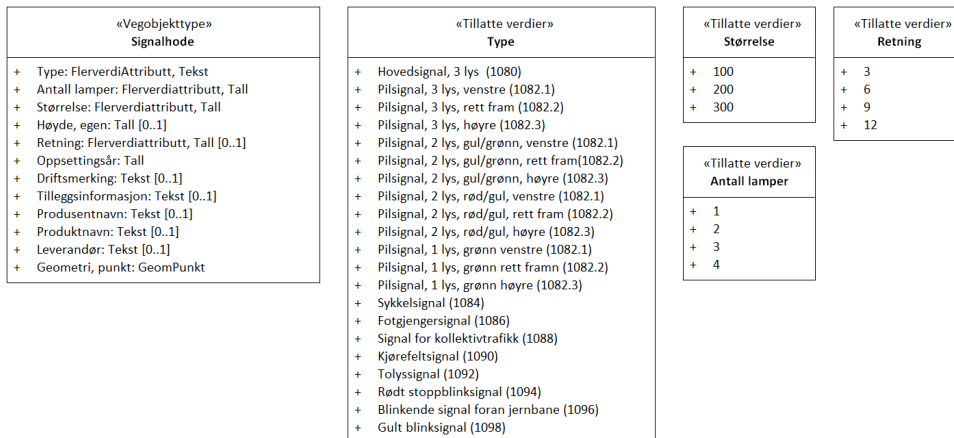 «Vegobjekttype»
Signalhode
+ Type: FlerverdiAttributt, Tekst
+ Antall lamper: Flerverdiattributt, Tall
+ Størrelse: Flerverdiattributt, Tall
+ Høyde, egen: Tall [0..1]
+ Retning: Flerverdiattributt, Tall [0..1]
+ Oppsettingsår: Tall
+ Driftsmerking: Tekst [0..1]
+ Tilleggsinformasjon: Tekst [0..1]
+ Produsentnavn: Tekst [0..1]
+ Produktnavn: Tekst [0..1]
+ Leverandør: Tekst [0..1]
+ Geometri, punkt: GeomPunkt
«Tillatte verdier»
Type
+ Hovedsignal, 3 lys (1080)
+ Pilsignal, 3 lys, venstre (1082.1)
+ Pilsignal, 3 lys, rett fram (1082.2)
+ Pilsignal, 3 lys, høyre (1082.3)
+ Pilsignal, 2 lys, gul/grønn, venstre (1082.1)
+ Pilsignal, 2 lys, gul/grønn, rett fram(1082.2)
+ Pilsignal, 2 lys, gul/grønn, høyre (1082.3)
+ Pilsignal, 2 lys, rød/gul, venstre (1082.1)
+ Pilsignal, 2 lys, rød/gul, rett fram (1082.2)
+ Pilsignal, 2 lys, rød/gul, høyre (1082.3)
+ Pilsignal, 1 lys, grønn venstre (1082.1)
+ Pilsignal, 1 lys, grønn rett framn (1082.2)
+ Pilsignal, 1 lys, grønn høyre (1082.3)
+ Sykkelsignal (1084)
+ Fotgjengersignal (1086)
+ Signal for kollektivtrafikk (1088)
+ Kjørefeltsignal (1090)
+ Tolyssignal (1092)
+ Rødt stoppblinksignal (1094)
+ Blinkende signal foran jernbane (1096)
+ Gult blinksignal (1098)
«Tillatte verdier»
Størrelse
+ 100
+ 200
+ 300
«Tillatte verdier»
Antall lamper
+ 1
+ 2
+ 3
+ 4
«Tillatte verdier»
Retning
+ 3
+ 6
+ 9
+ 12